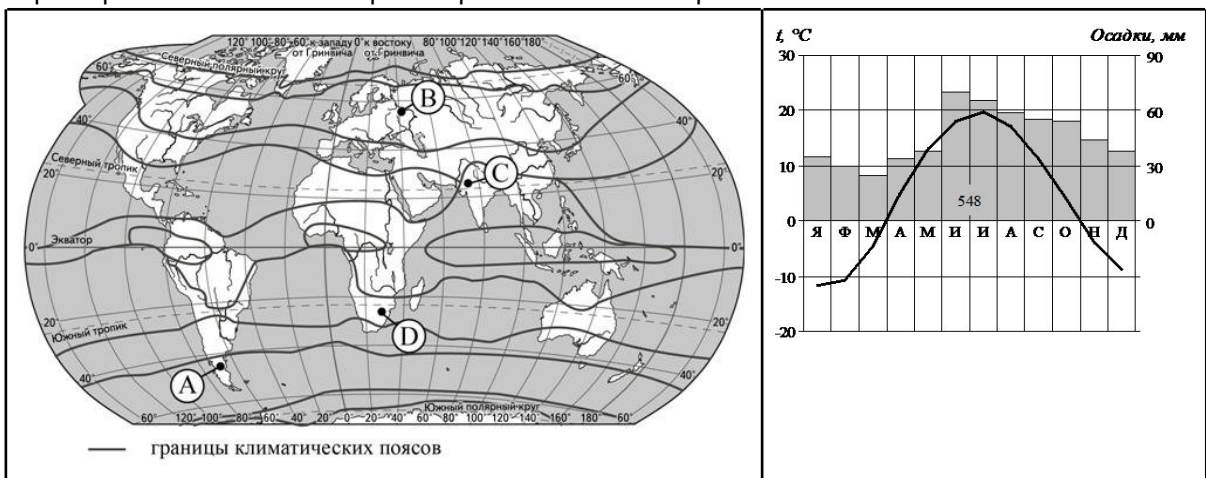 120° 100° 80° 60° к западу 0° к востоку 80° 100° 120° 140° 160° 180°
от Гринвича от Гринвича
Северный полярный круг
60° 60°
B
40° 40°
Северный тропик
20° C 20°
Экватор
0° 0°
20° D 20°
Южный тропик
A
40° 40°
Южный полярный круг
60° 120° 100° 80° 60° 40° 20° 0° 20° 40° 60° 80° 100° 120° 140° 160° 180° 60°
границы климатических поясов
t, °C Осадки, мм
30 90
20 60
10 30
548
0 0
Я Ф М А М И И А С О Н Д
-10
-20